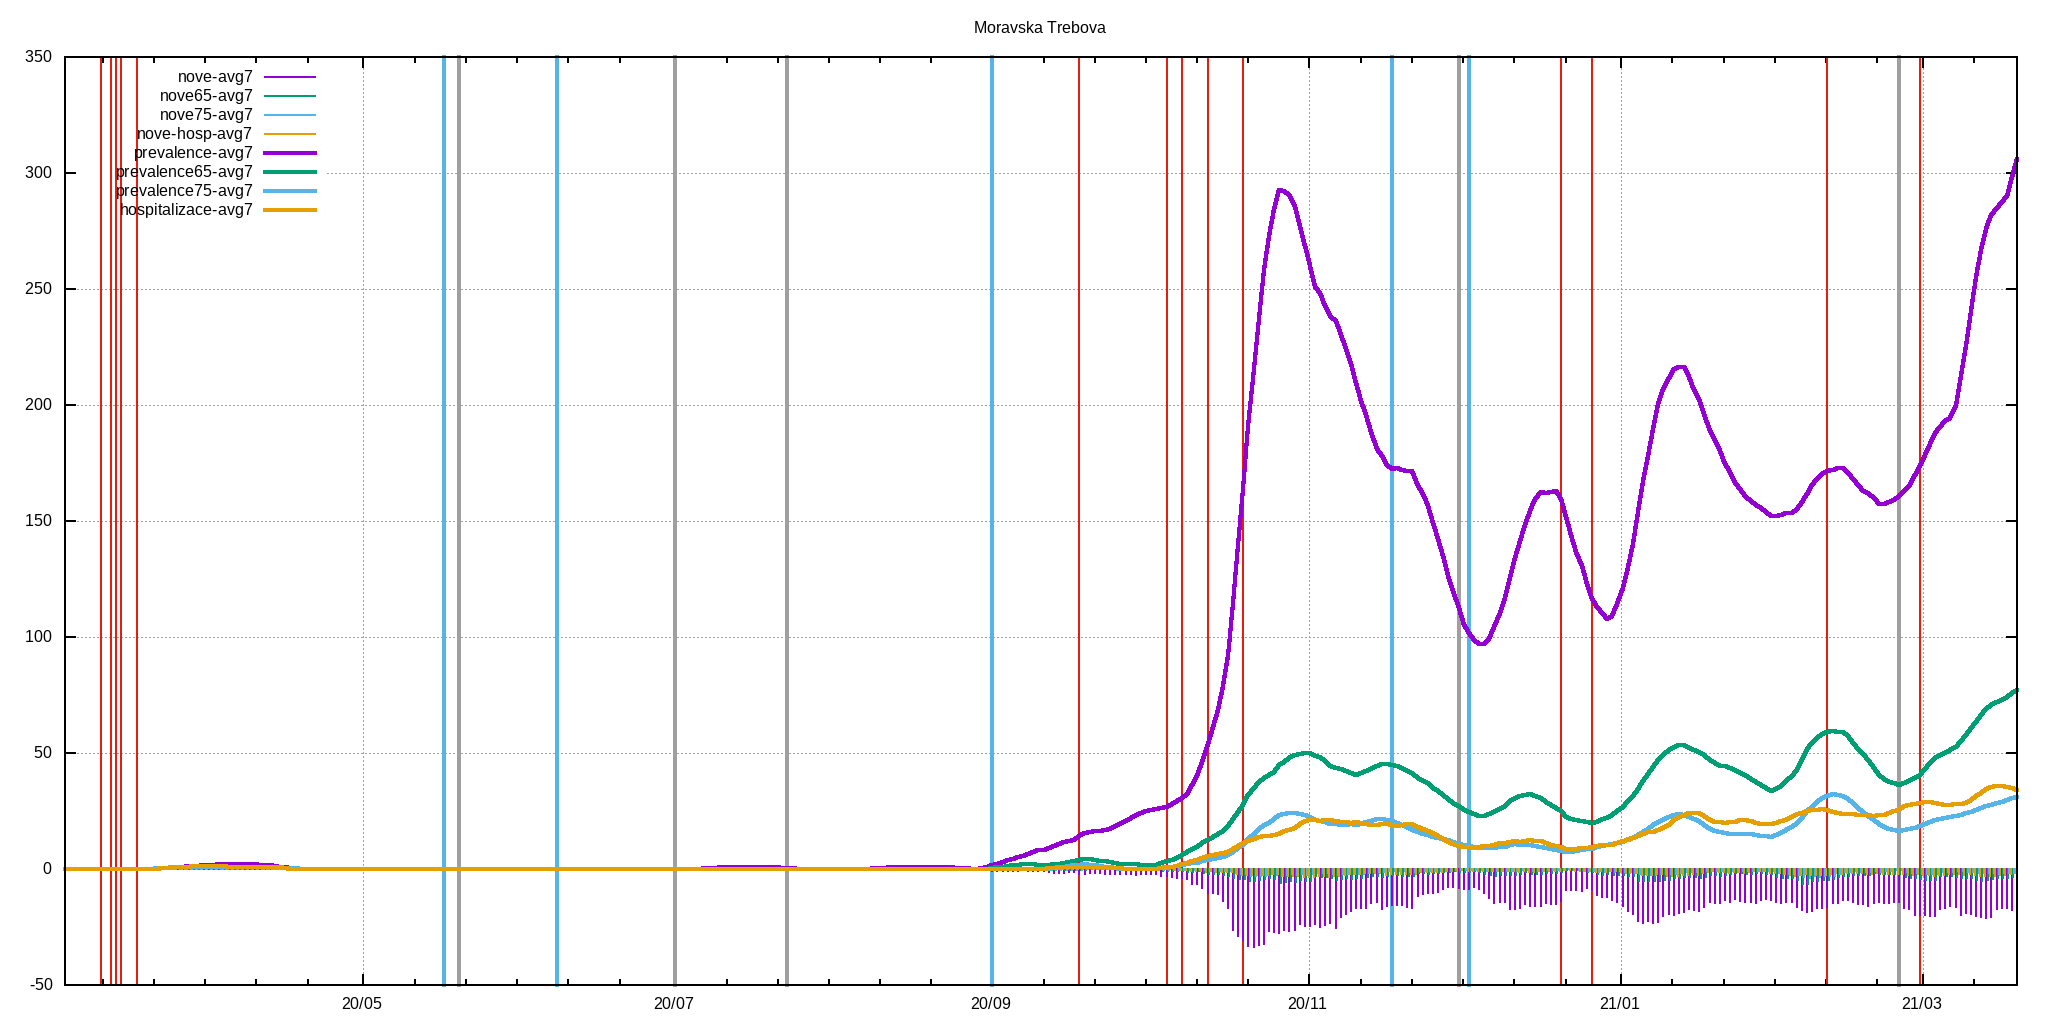 Moravska Trebova
350
300
250
200
150
100
50
0
-50
nove-avg7
nove65-avg7
nove75-avg7
nove-hosp-avg7
prevalence-avg7
prevalence65-avg7
prevalence75-avg7
hospitalizace-avg7
20/05
20/07
20/09
20/11
21/01
21/03